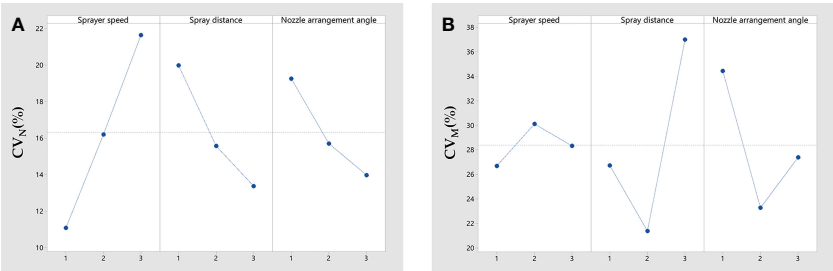 A
Sprayer speed Spray distance Nozzle arrangement angle
22
20
18
16
14
12
10
CVN(%)
1 2 3 1 2 3 1 2 3
B
Sprayer speed Spray distance Nozzle arrangement angle
38
36
34
32
30
28
26
24
22
20
CVM(%)
1 2 3 1 2 3 1 2 3